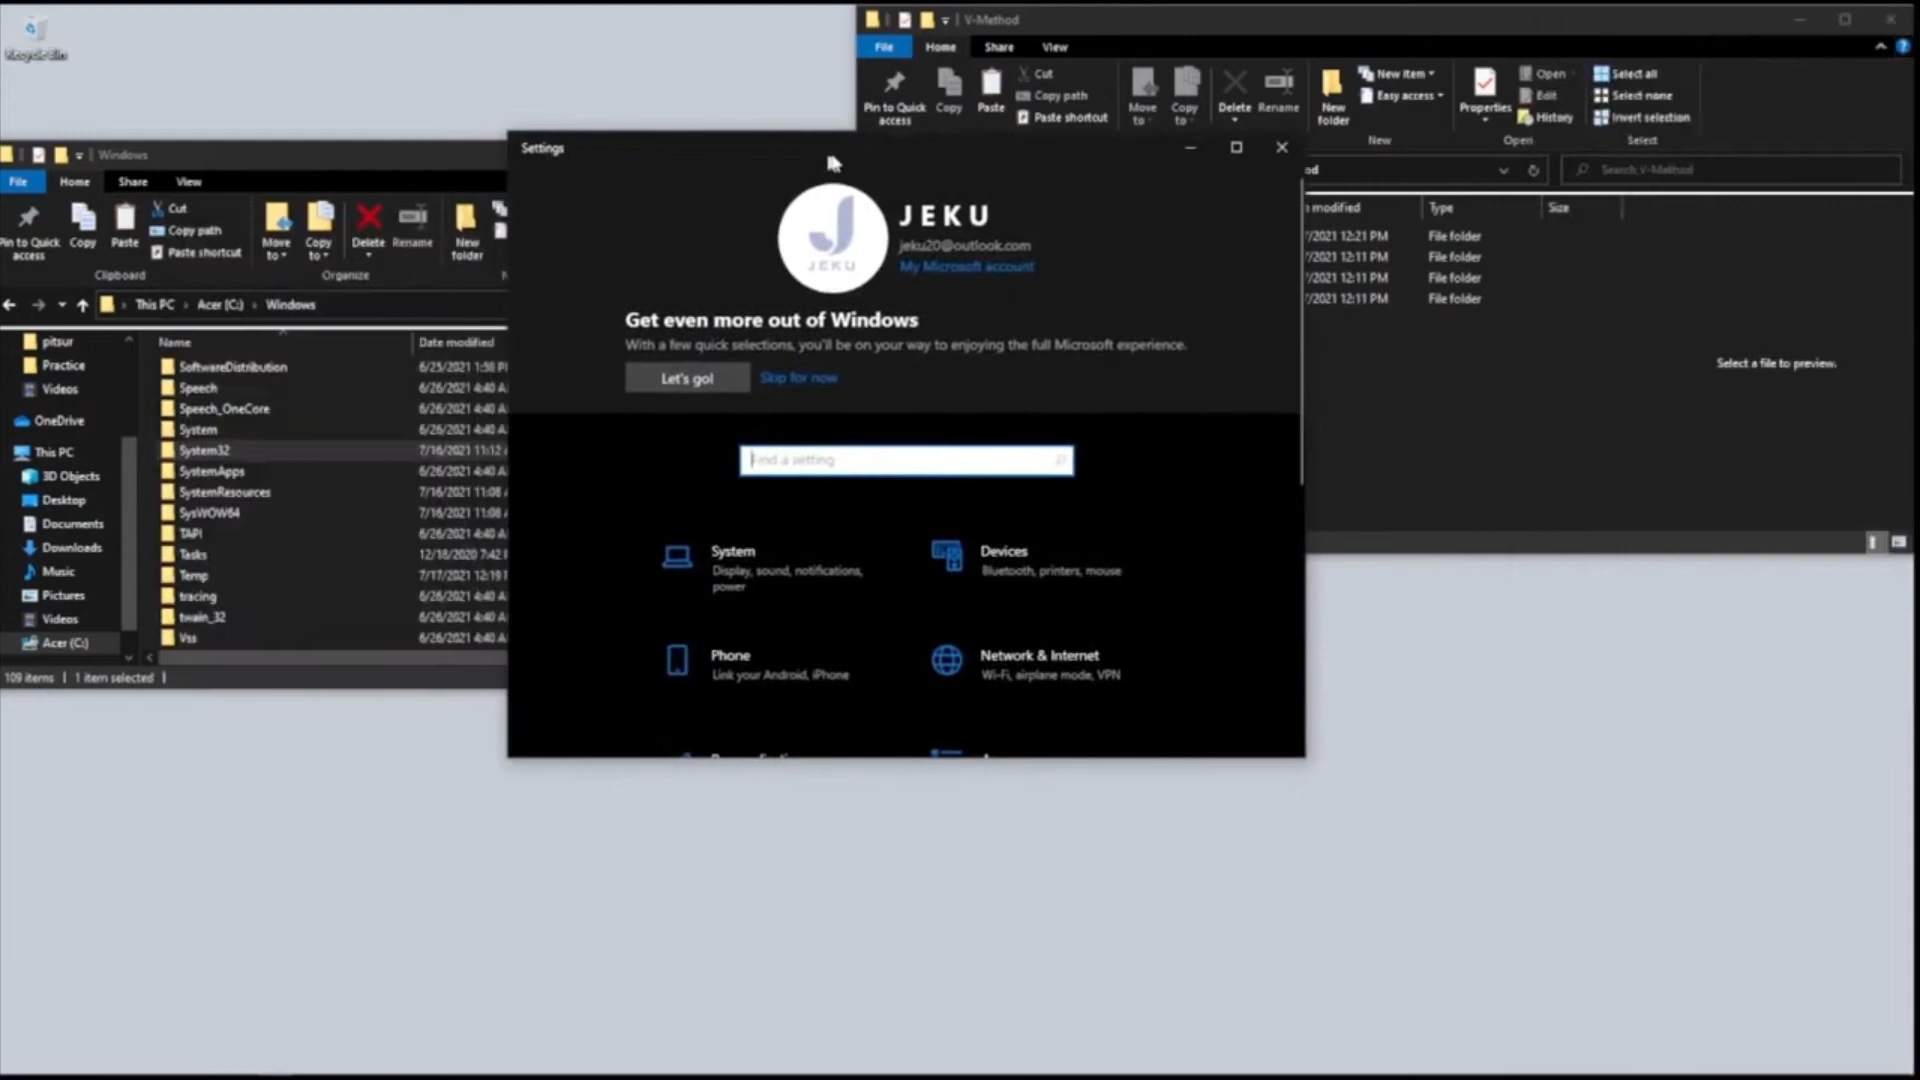 Recycle Bin
V-Method
File Home Share View
Pin to Quick access
Copy
Paste
Cut
Copy path
Paste shortcut
Move to
Copy to
Delete
Rename
New folder
New item
Easy access
New
Properties
Open
Edit
History
Open
Select all
Select none
Invert selection
Select
od
Search V-Method
modified Type Size
/2021 12:21 PM File folder
/2021 12:11 PM File folder
/2021 12:11 PM File folder
/2021 12:11 PM File folder
Select a file to preview.
Windows
File Home Share View
Pin to Quick access
Copy
Paste
Cut
Copy path
Paste shortcut
Clipboard
Move to
Copy to
Delete
Rename
Organize
New folder
This PC > Acer (C:) > Windows
pitsur
Practice
Videos
OneDrive
This PC
3D Objects
Desktop
Documents
Downloads
Music
Pictures
Videos
Acer (C:)
Name Date modified
SoftwareDistribution 6/25/2021 1:58 P
Speech 6/26/2021 4:40 A
Speech_OneCore 6/26/2021 4:40 A
System 6/26/2021 4:40 A
System32 7/16/2021 11:12
SystemApps 6/26/2021 4:40 A
SystemResources 7/16/2021 11:08
SysWOW64 7/16/2021 11:08
TAPI 6/26/2021 4:40 A
Tasks 12/18/2020 7:42
Temp 7/17/2021 12:19
tracing 6/26/2021 4:40 A
twain_32 6/26/2021 4:40 A
Vss 6/26/2021 4:40 A
109 items | 1 item selected
Settings
JEKU
J E K U
jeku20@outlook.com
My Microsoft account
Get even more out of Windows
With a few quick selections, you'll be on your way to enjoying the full Microsoft experience.
Let's go!
Skip for now
Find a setting
System
Display, sound, notifications,
power
Devices
Bluetooth, printers, mouse
Phone
Link your Android, iPhone
Network & Internet
Wi-Fi, airplane mode, VPN